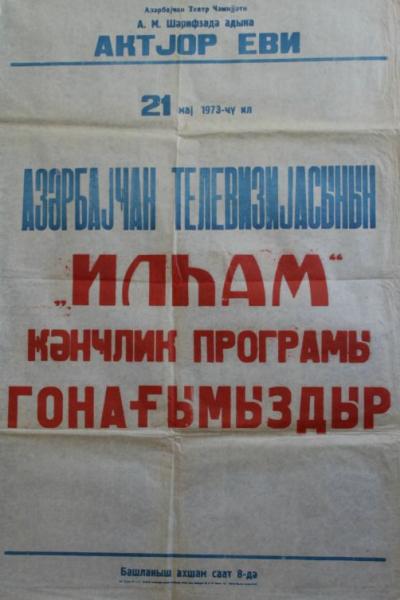 Азәрбајҹан Театр Ҹәмијјәти
А. М. Шәрифзадә адына
АКТЈОР ЕВИ
21 мај 1973-ҹү ил
АЗӘРБАЈҸАН ТЕЛЕВИЗИЈАСЫНЫН
„ИЛҺАМ“
ҜӘНҸЛИК ПРОГРАМЫ
ГОНАҒЫМЫЗДЫР
Башланыш ахшам саат 8-дә